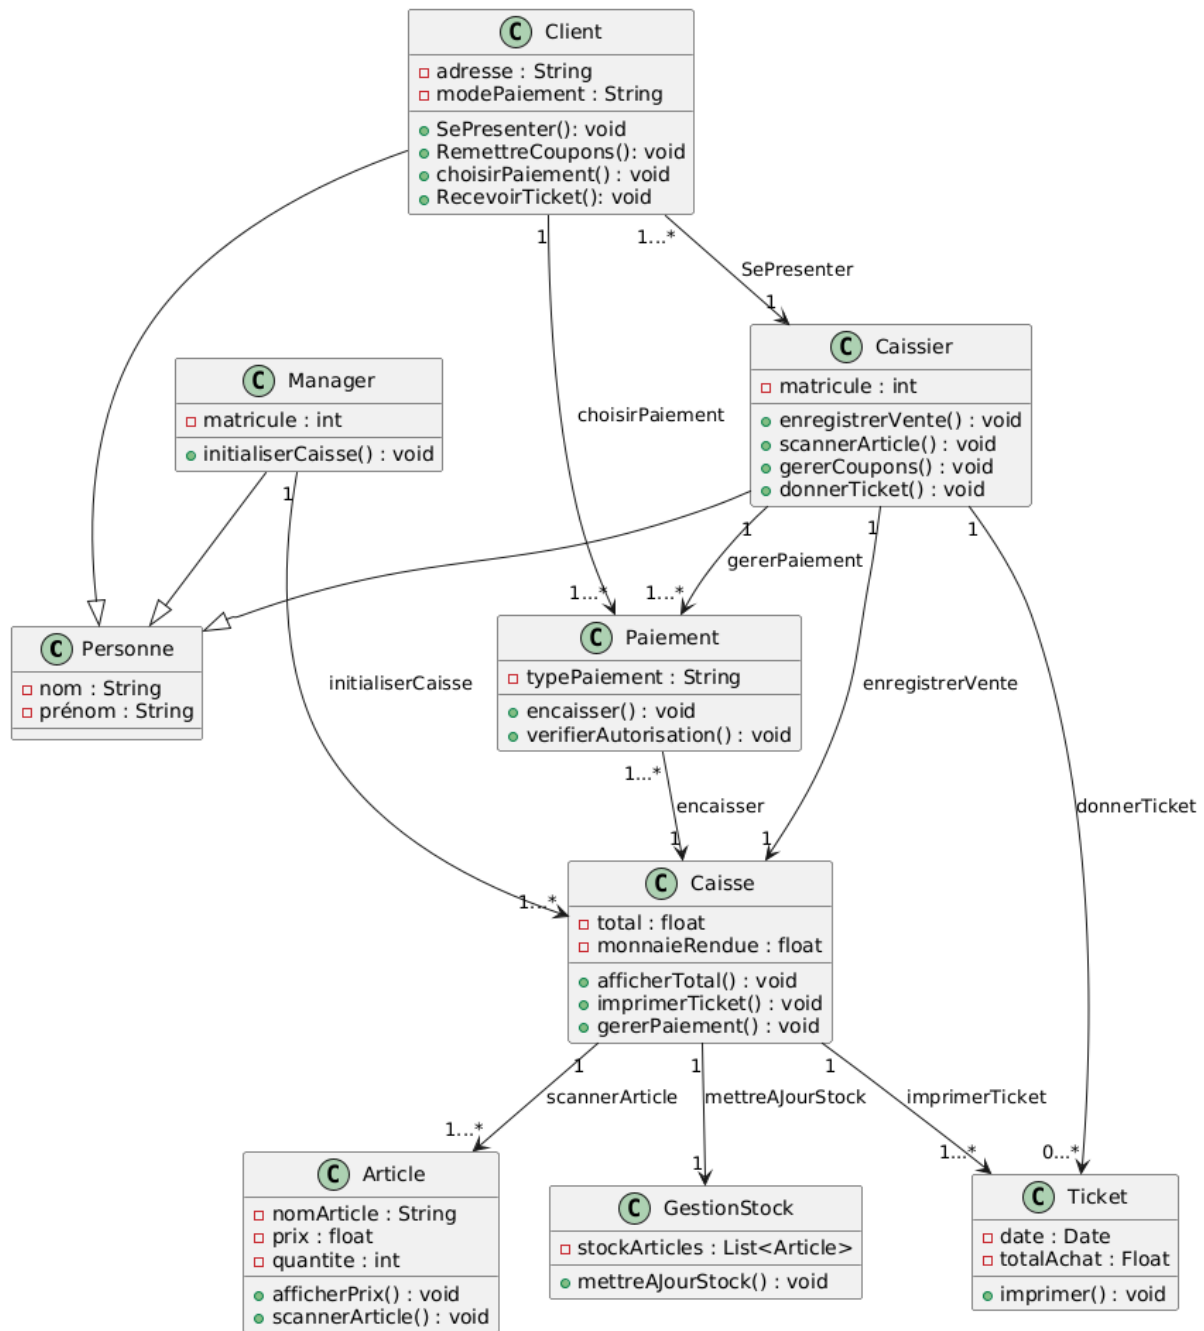 C Client
adresse : String
modePaiement : String
SePresenter(): void
RemettreCoupons(): void
choisirPaiement() : void
RecevoirTicket(): void
1
1...*
SePresenter
1
C Caissier
matricule : int
enregistrerVente() : void
scannerArticle() : void
gererCoupons() : void
donnerTicket() : void
C Manager
matricule : int
initialiserCaisse() : void
choisirPaiement
1
1
1
1
gererPaiement
1...*
1...*
C Personne
nom : String
prénom : String
C Paiement
typePaiement : String
encaisser() : void
verifierAutorisation() : void
initialiserCaisse
enregistrerVente
1...*
encaisser
donnerTicket
1
1
C Caisse
total : float
monnaieRendue : float
afficherTotal() : void
imprimerTicket() : void
gererPaiement() : void
1...*
1
1
1
scannerArticle
mettreAJourStock
imprimerTicket
1...*
1
1...*
0...*
C Article
nomArticle : String
prix : float
quantite : int
afficherPrix() : void
scannerArticle() : void
C GestionStock
stockArticles : List<Article>
mettreAJourStock() : void
C Ticket
date : Date
totalAchat : Float
imprimer() : void